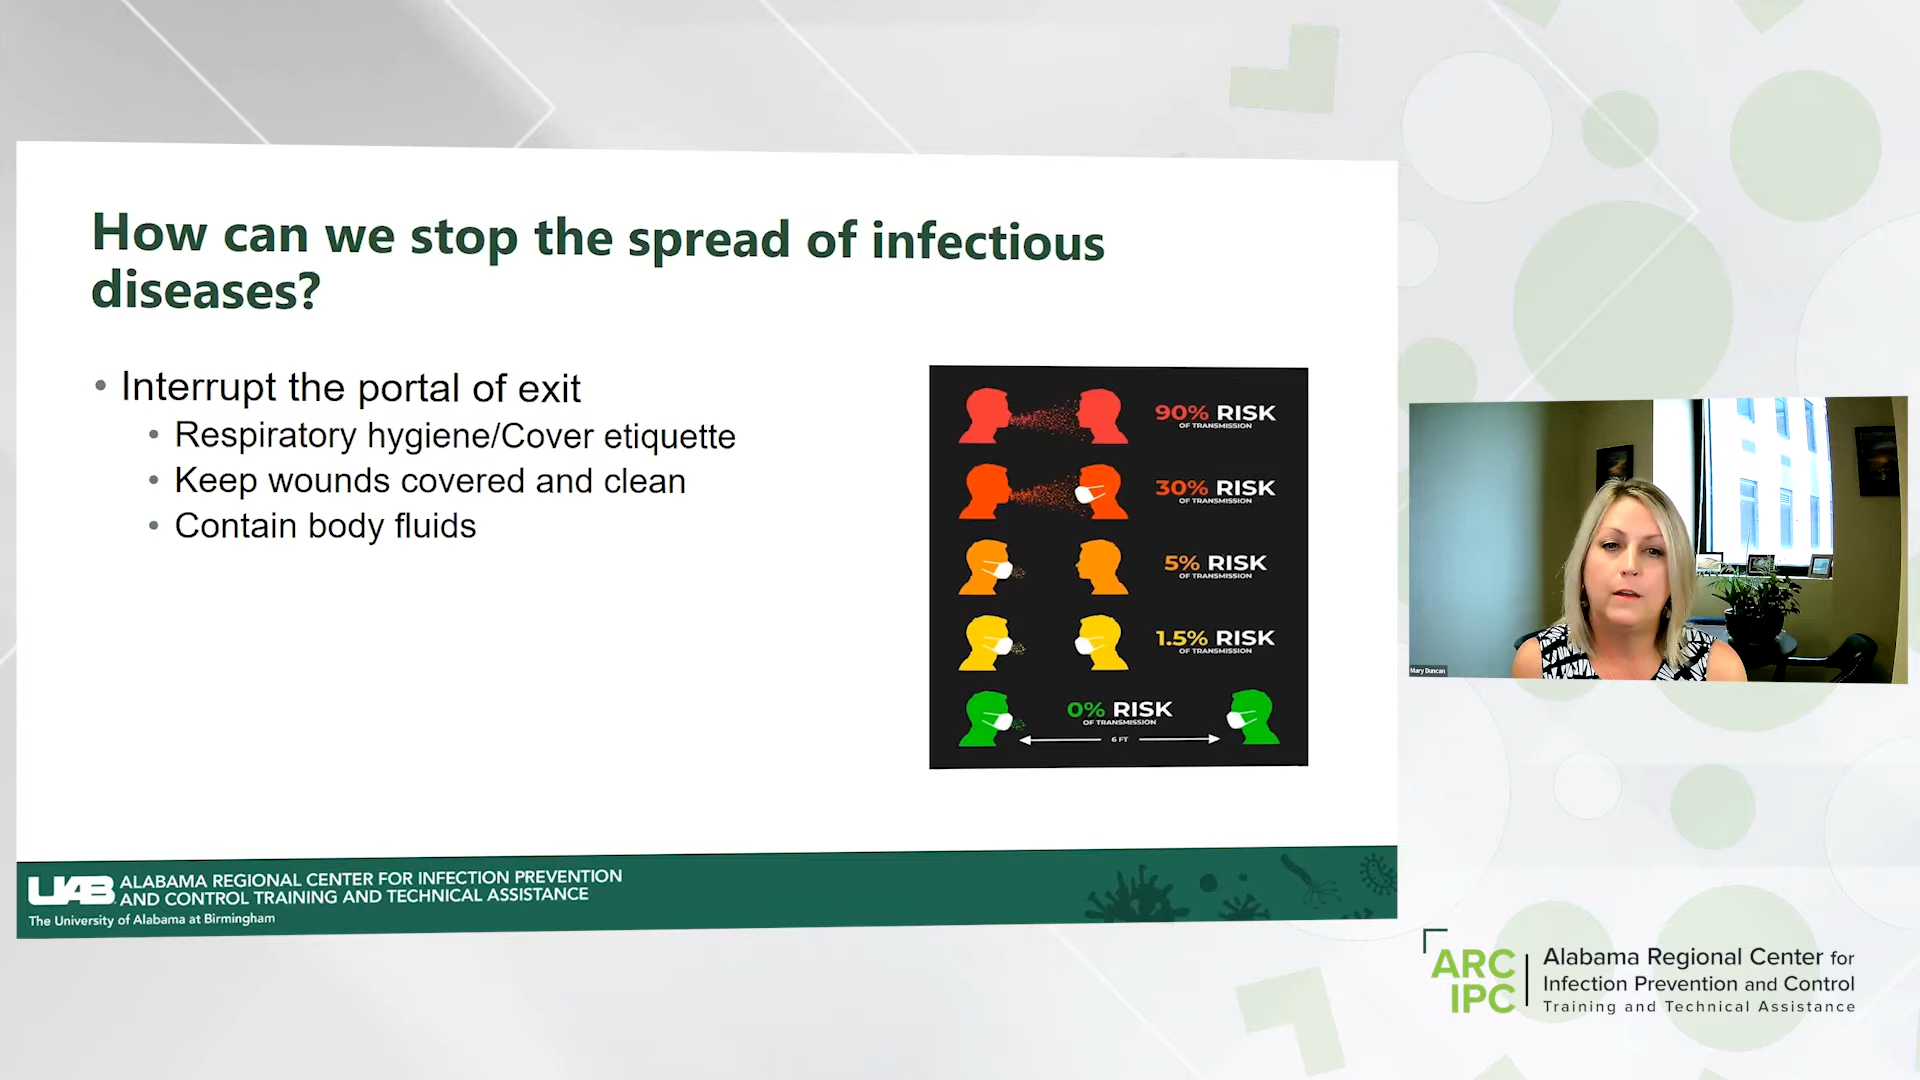 How can we stop the spread of infectious
diseases?
• Interrupt the portal of exit
• Respiratory hygiene/Cover etiquette
• Keep wounds covered and clean
• Contain body fluids
90% RISK
OF TRANSMISSION
30% RISK
OF TRANSMISSION
5% RISK
OF TRANSMISSION
1.5% RISK
OF TRANSMISSION
0% RISK
OF TRANSMISSION
6 FT
Mary Duncan
UAB ALABAMA REGIONAL CENTER FOR INFECTION PREVENTION
AND CONTROL TRAINING AND TECHNICAL ASSISTANCE
The University of Alabama at Birmingham
ARC
IPC
Alabama Regional Center for
Infection Prevention and Control
Training and Technical Assistance